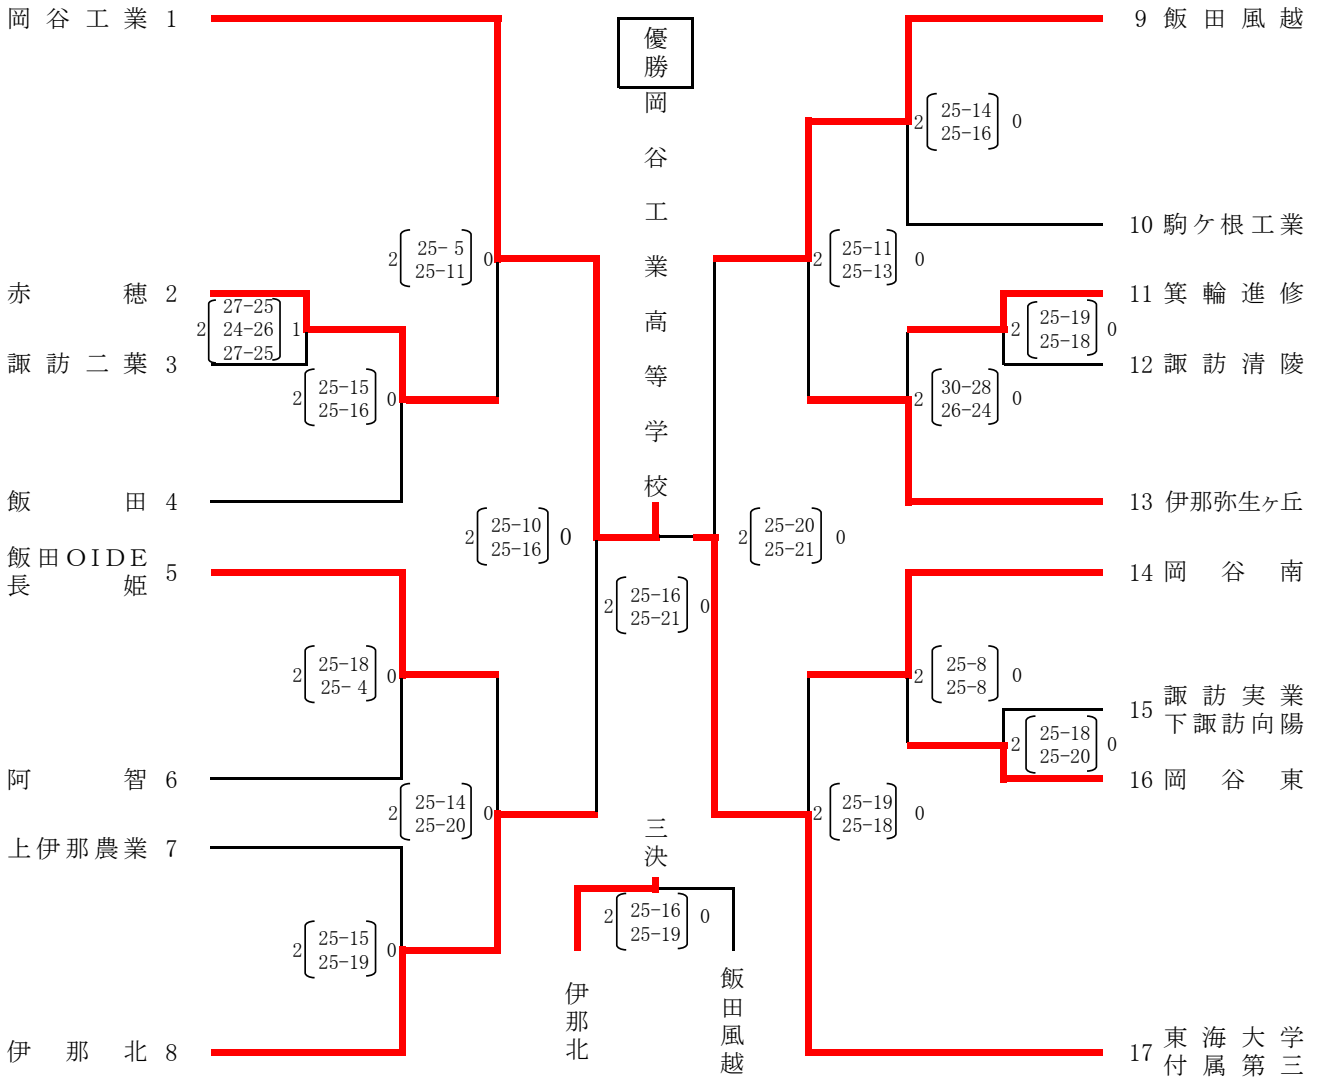 岡谷工業 1
赤穂 2
2 27-25 1
24-26
27-25
諏訪二葉 3
2 25-15 0
25-16
2 25- 5 0
25-11
飯田 4
飯田OIDE
長姫 5
2 25-18 0
25- 4
阿智 6
2 25-14 0
25-20
上伊那農業 7
2 25-15 0
25-19
伊那北 8
2 25-10 0
25-16
優勝
岡谷工業高等学校
2 25-16 0
25-21
三決
2 25-16 0
25-19
伊那北
飯田風越
2 25-20 0
25-21
9 飯田風越
2 25-14 0
25-16
10 駒ケ根工業
2 25-11 0
25-13
11 箕輪進修
2 25-19 0
25-18
12 諏訪清陵
2 30-28 0
26-24
13 伊那弥生ヶ丘
14 岡谷南
2 25-8 0
25-8
15 諏訪実業
下諏訪向陽
2 25-18 0
25-20
16 岡谷東
2 25-19 0
25-18
17 東海大学
付属第三